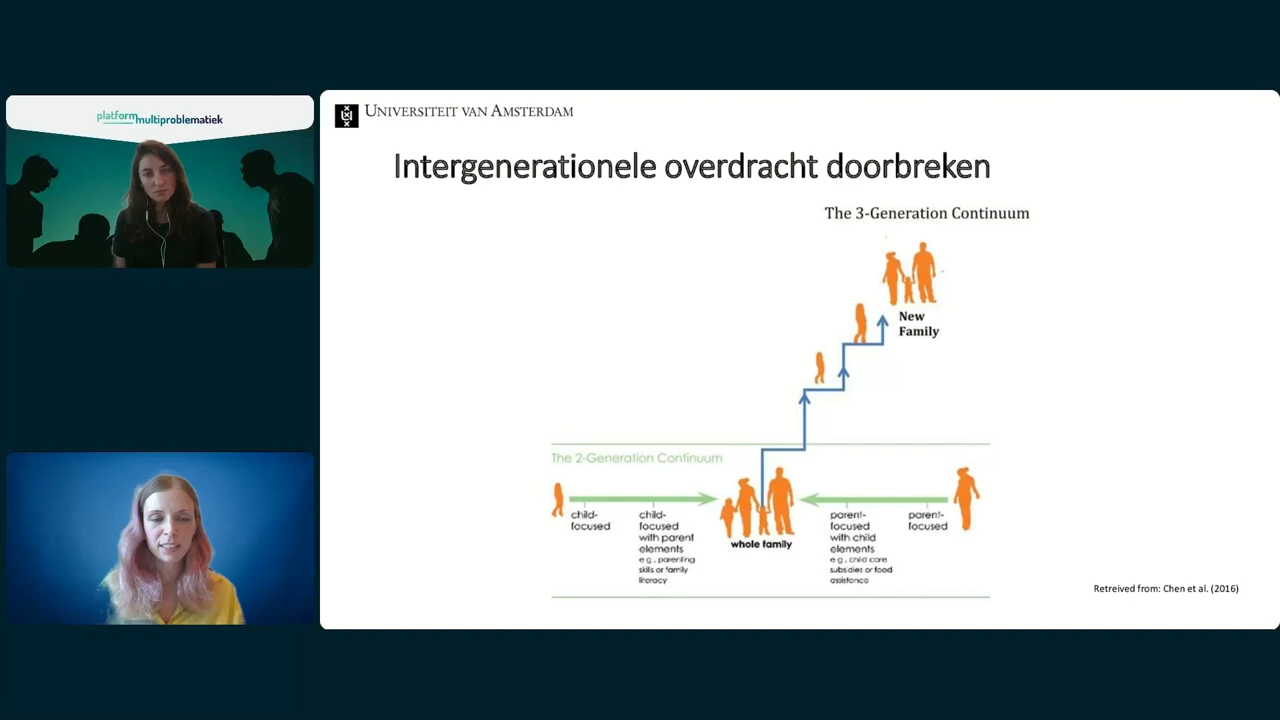 platform
multiproblematiek
UNIVERSITEIT VAN AMSTERDAM
Intergenerationele overdracht doorbreken
The 3-Generation Continuum
New
Family
The 2-Generation Continuum
child-
focused
child-
focused
with parent
elements
e.g., parenting
skills or family
literacy
whole family
parent-
focused
with child
elements
e.g., child care
subsidies or food
assistance
parent-
focused
Retreived from: Chen et al. (2016)